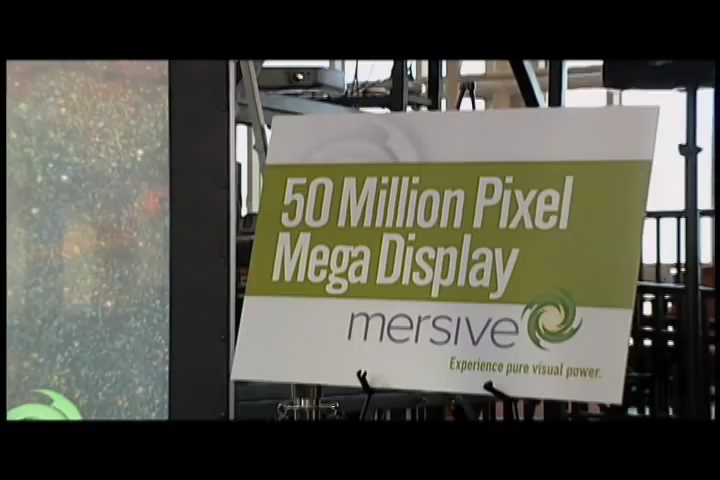 50 Million Pixel
Mega Display
mersive
Experience pure visual power.